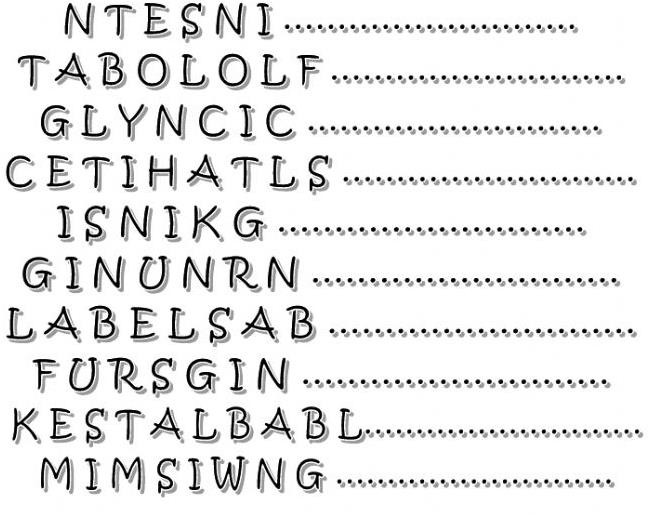 NTESNI..............................
TABOLOLF..............................
GLYNCIC..............................
CETIHATLS..............................
ISNIKG..............................
GINUNRN..............................
LABELSAB..............................
FURSGIN..............................
KESTALBABL..............................
MIMSIWNG..............................